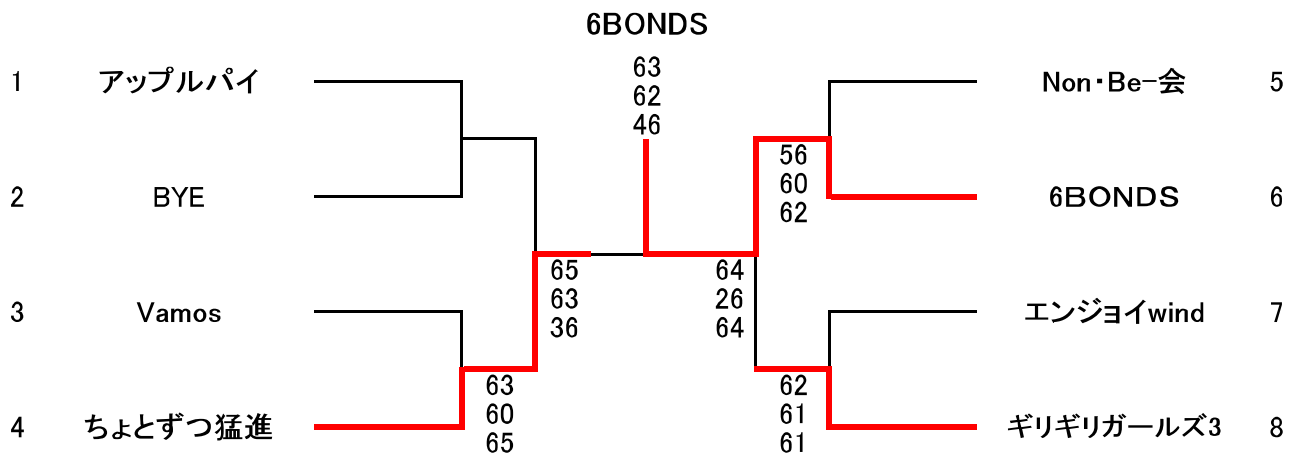 6BONDS
63
62
46
1 アップルパイ
2 BYE
3 Vamos
4 ちょとずつ猛進
65
63
36
63
60
65
Non・Be-会 5
6BONDS 6
エンジョイwind 7
ギリギリガールズ3 8
56
60
62
64
26
64
62
61
61